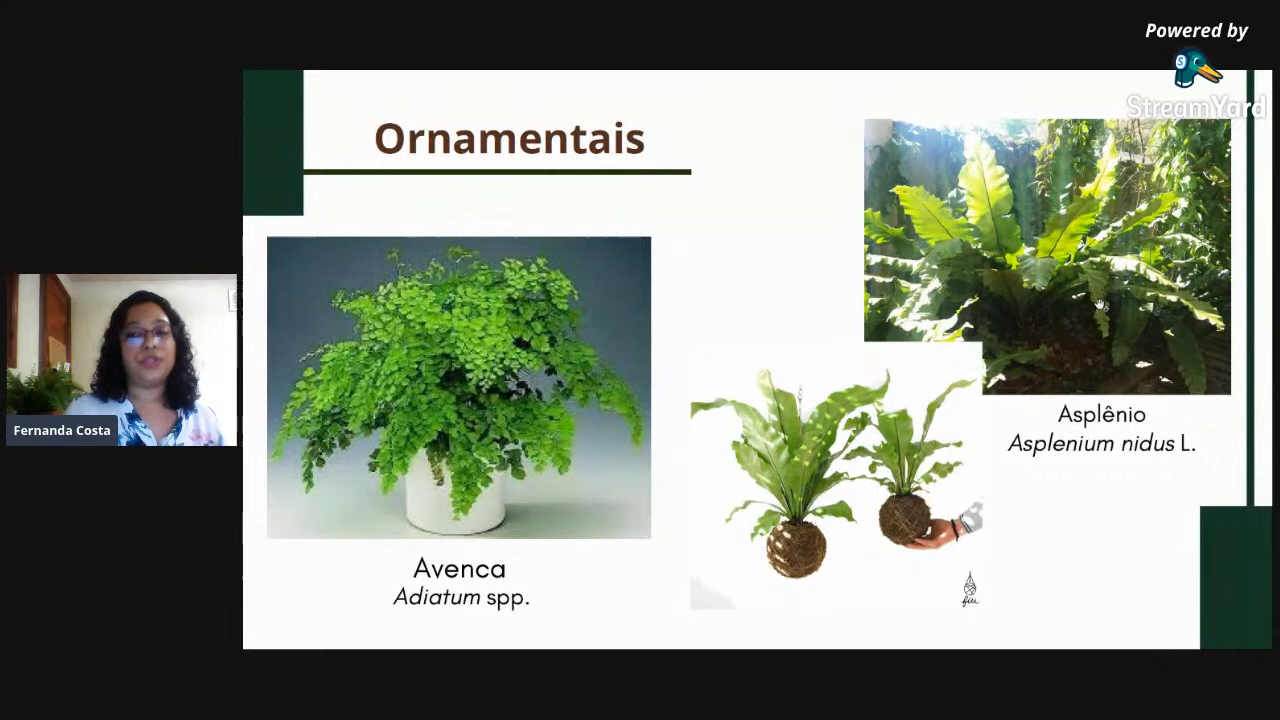 Powered by
StreamYard
Ornamentais
Fernanda Costa
Avenca
Adiatum spp.
Asplênio
Asplenium nidus L.